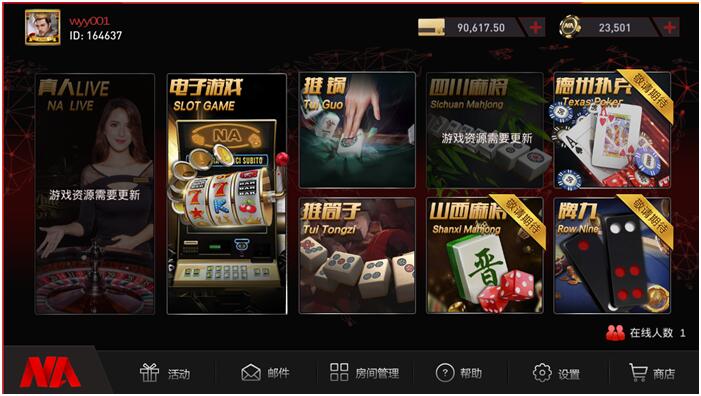 wyy001
ID: 164637
90,617.50
23,501
真人LIVE
NA LIVE
游戏资源需要更新
电子游戏
SLOT GAME
NA
推锅
Tui Guo
四川麻将
Sichuan Mahjong
游戏资源需要更新
德州扑克
Texas Poker
敬请期待
推筒子
Tui Tongzi
山西麻将
Shanxi Mahjong
敬请期待
晋
牌九
Row Nine
敬请期待
在线人数 1
NA
活动
邮件
房间管理
帮助
设置
商店